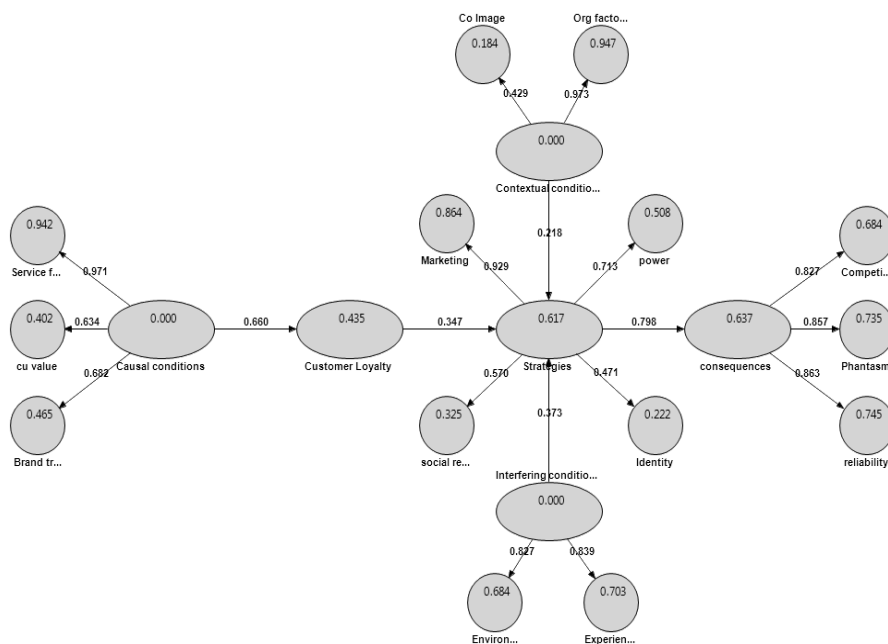 Co Image
Org facto...
0.184
0.947
0.429
0.973
0.000
Contextual conditio...
0.864
0.508
0.218
0.942
0.684
Marketing
power
0.929
0.713
Service f...
0.971
0.827
Competi...
0.402
0.634
0.000
0.660
0.435
0.347
0.617
0.798
0.637
0.857
0.735
cu value
Causal conditions
Customer Loyalty
Strategies
consequences
Phantasm
0.682
0.570
0.471
0.863
0.465
0.325
0.373
0.222
0.745
Brand tr...
social re...
Identity
reliability
Interfering conditio...
0.000
0.827
0.839
0.684
0.703
Environ...
Experien...